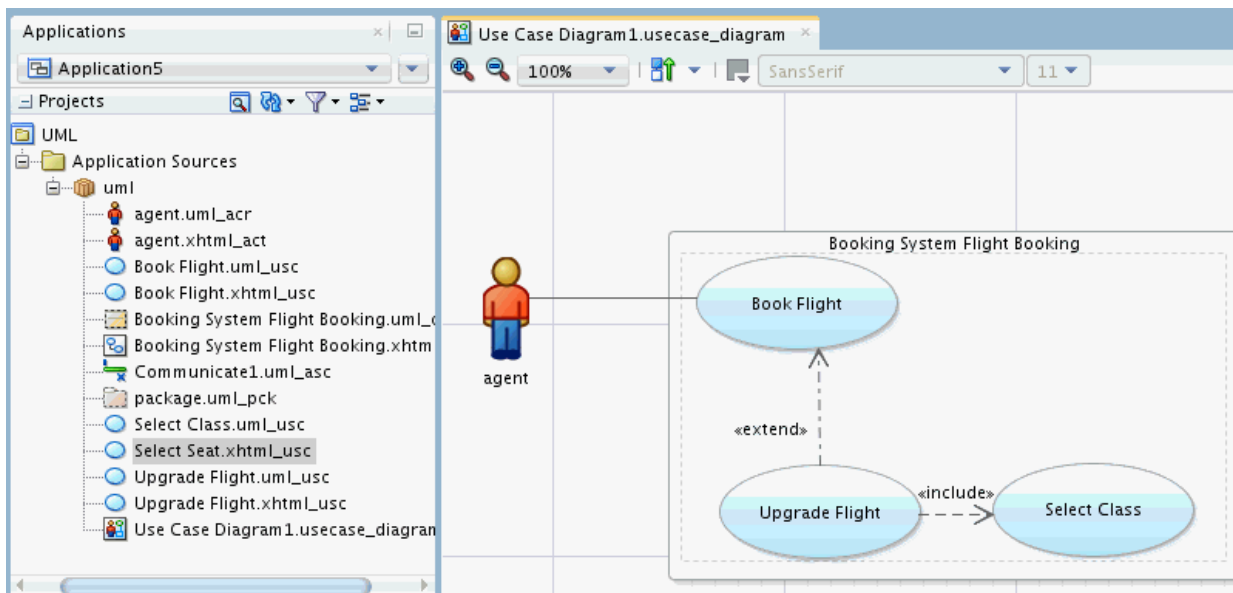 Applications
Application5
Projects
UML
Application Sources
uml
agent.uml_acr
agent.xhtml_act
Book Flight.uml_usc
Book Flight.xhtml_usc
Booking System Flight Booking.uml_
Booking System Flight Booking.xhtm
Communicate1.uml_asc
package.uml_pck
Select Class.uml_usc
Select Seat.xhtml_usc
Upgrade Flight.uml_usc
Upgrade Flight.xhtml_usc
Use Case Diagram1.usecase_diagran
Use Case Diagram1.usecase_diagram
100% SansSerif 11
Booking System Flight Booking
Book Flight
agent
«extend»
Upgrade Flight
«include»
Select Class